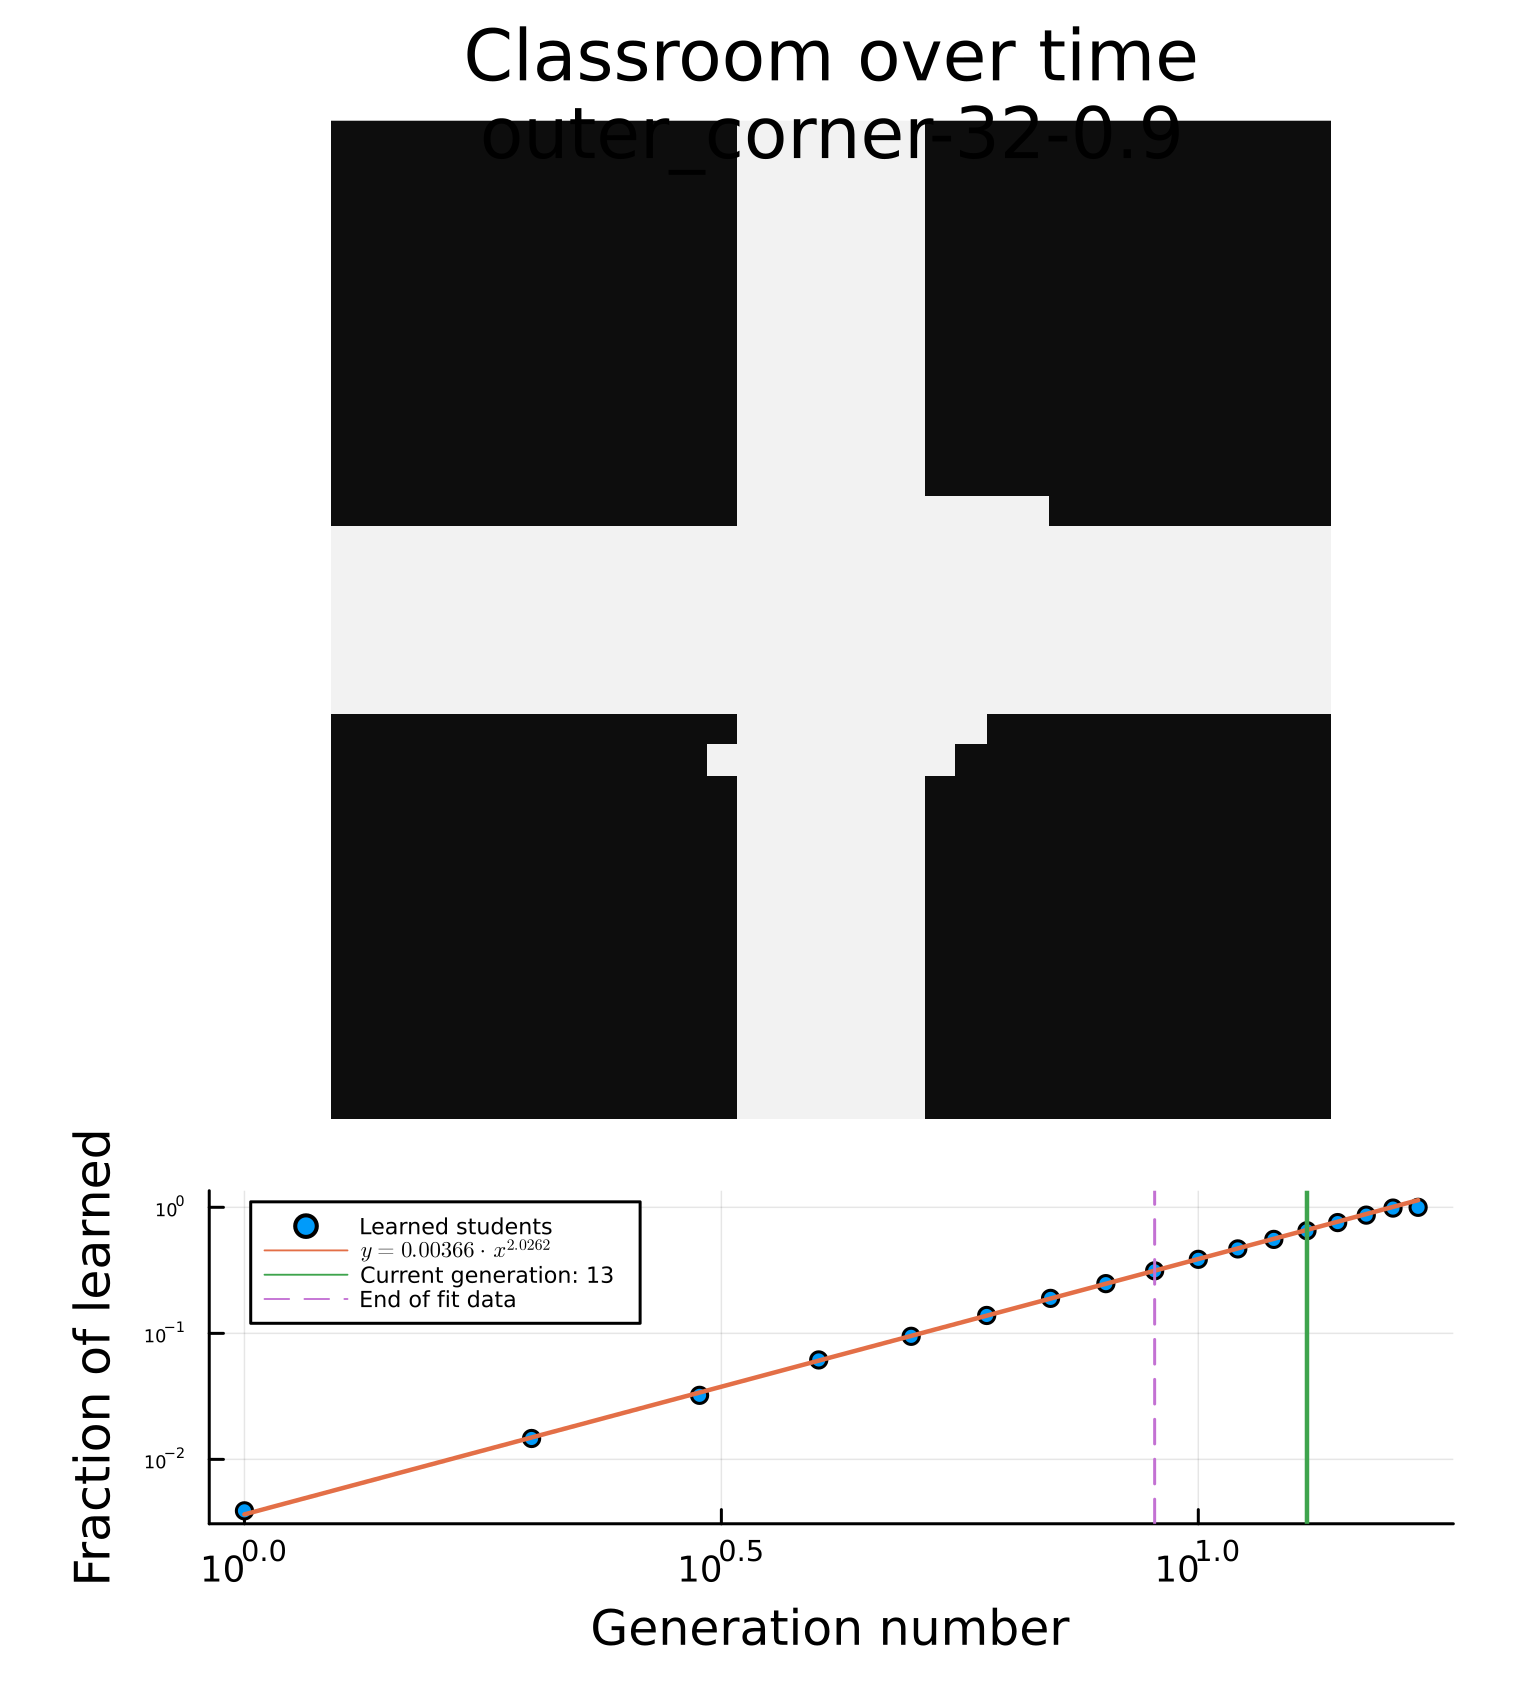 Classroom over time
outer_corner-32-0.9
Fraction of learned
10⁰
10⁻¹
10⁻²
Learned students
y = 0.00366 · x^2.0262
Current generation: 13
End of fit data
10^0.0
10^0.5
10^1.0
Generation number